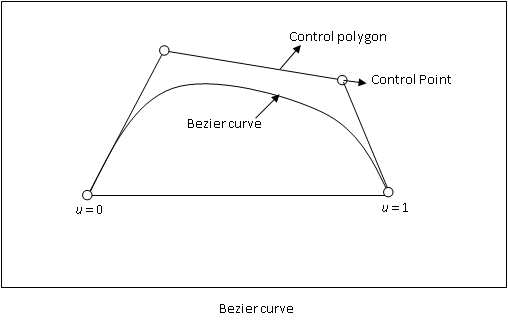 Control polygon
Control Point
Bezier curve
u = 0
u = 1
Bezier curve